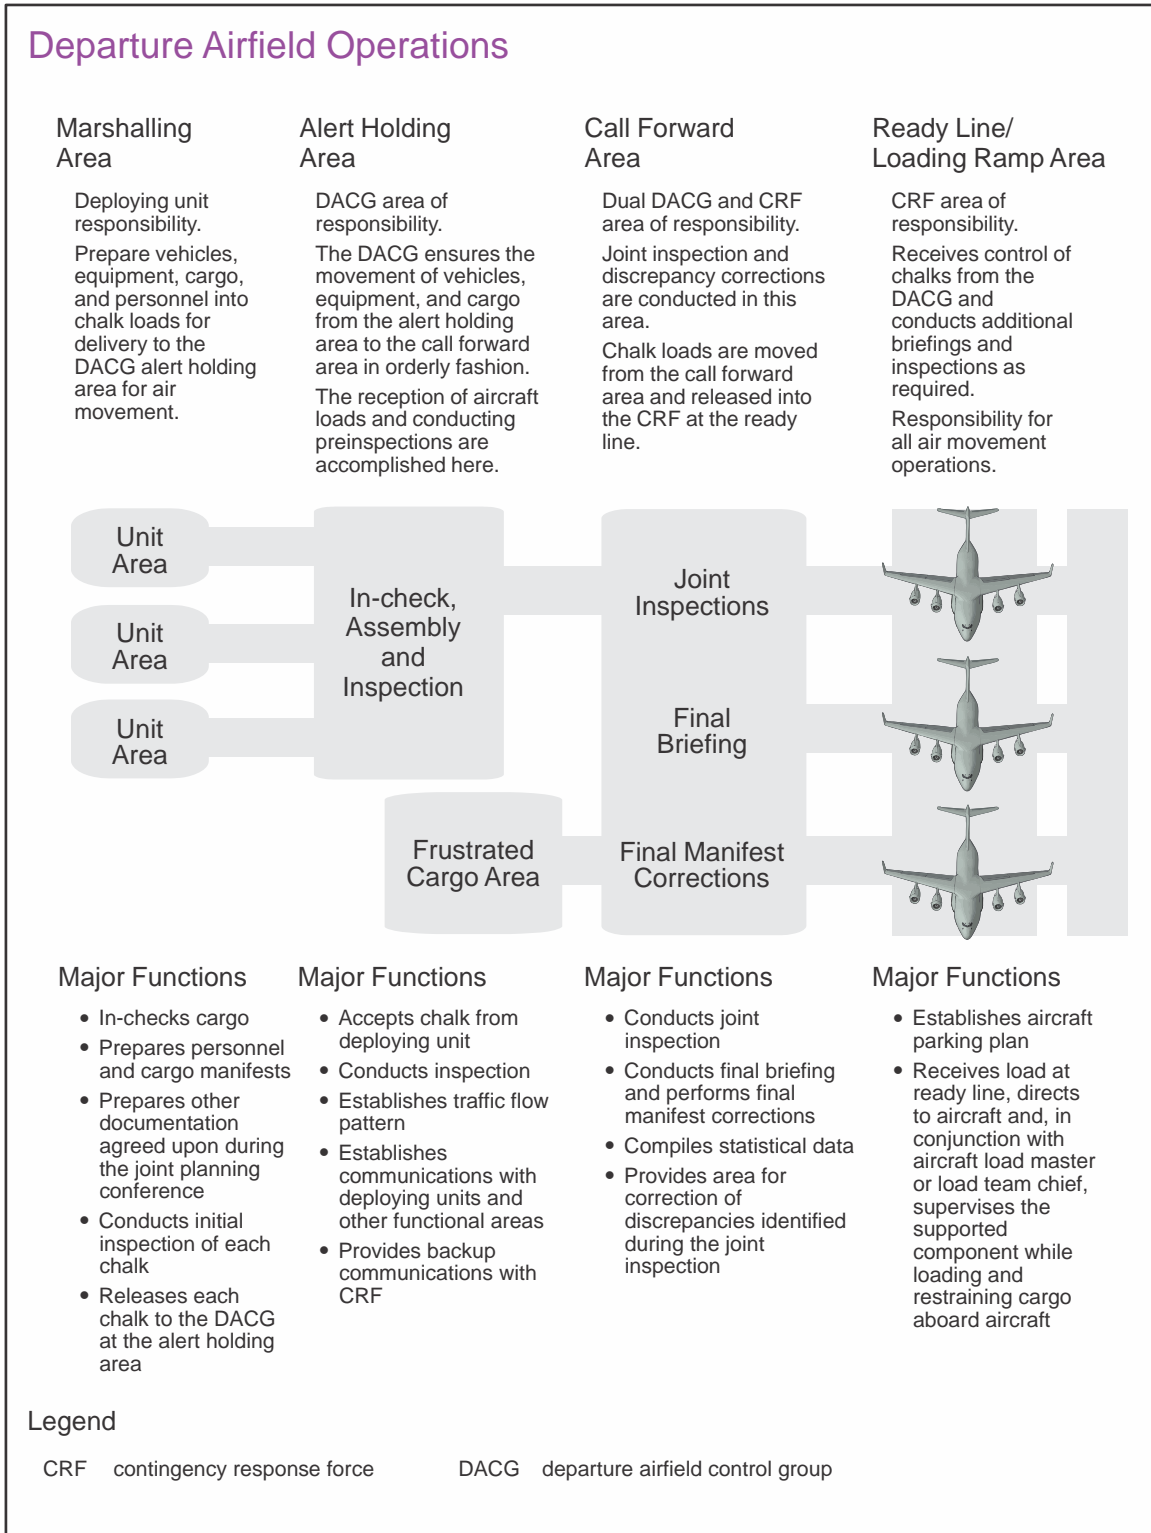 Departure Airfield Operations
Marshalling
Area
Deploying unit
responsibility.
Prepare vehicles,
equipment, cargo,
and personnel into
chalk loads for
delivery to the
DACG alert holding
area for air
movement.
Alert Holding
Area
DACG area of
responsibility.
The DACG ensures the
movement of vehicles,
equipment, and cargo
from the alert holding
area to the call forward
area in orderly fashion.
The reception of aircraft
loads and conducting
preinspections are
accomplished here.
Call Forward
Area
Dual DACG and CRF
area of responsibility.
Joint inspection and
discrepancy corrections
are conducted in this
area.
Chalk loads are moved
from the call forward
area and released into
the CRF at the ready
line.
Ready Line/
Loading Ramp Area
CRF area of
responsibility.
Receives control of
chalks from the
DACG and
conducts additional
briefings and
inspections as
required.
Responsibility for
all air movement
operations.
Unit
Area
Unit
Area
Unit
Area
In-check,
Assembly
and
Inspection
Frustrated
Cargo Area
Joint
Inspections
Final
Briefing
Final Manifest
Corrections
Major Functions
• In-checks cargo
• Prepares personnel
and cargo manifests
• Prepares other
documentation
agreed upon during
the joint planning
conference
• Conducts initial
inspection of each
chalk
• Releases each
chalk to the DACG
at the alert holding
area
Major Functions
• Accepts chalk from
deploying unit
• Conducts inspection
• Establishes traffic flow
pattern
• Establishes
communications with
deploying units and
other functional areas
• Provides backup
communications with
CRF
Major Functions
• Conducts joint
inspection
• Conducts final briefing
and performs final
manifest corrections
• Compiles statistical data
• Provides area for
correction of
discrepancies identified
during the joint
inspection
Major Functions
• Establishes aircraft
parking plan
• Receives load at
ready line, directs
to aircraft and, in
conjunction with
aircraft load master
or load team chief,
supervises the
supported
component while
loading and
restraining cargo
aboard aircraft
Legend
CRF contingency response force
DACG departure airfield control group